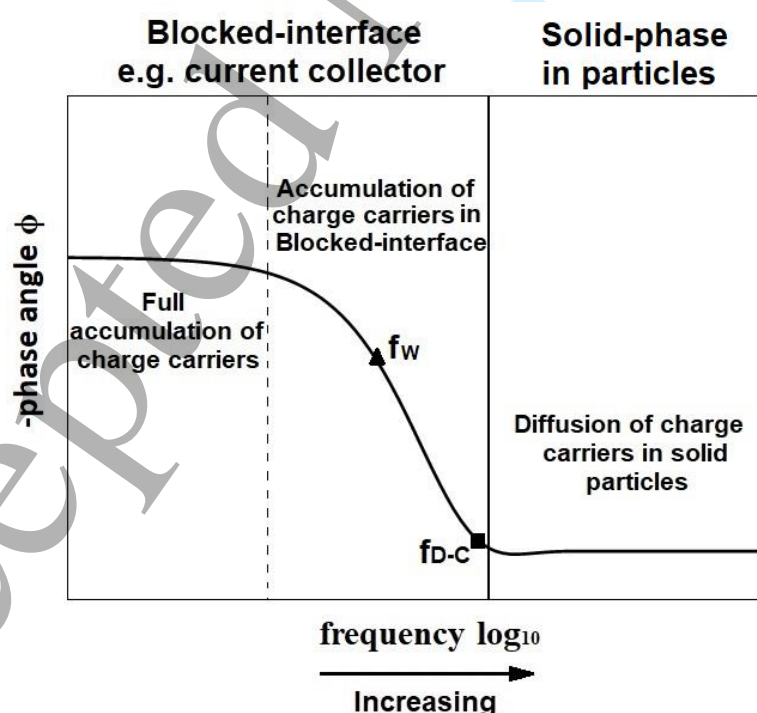 Blocked-interface
e.g. current collector
Solid-phase
in particles
Accumulation of
charge carriers in
Blocked-interface
-phase angle ϕ
Full
accumulation of
charge carriers
fW
Diffusion of charge
carriers in solid
particles
fD-C
frequency log10
Increasing